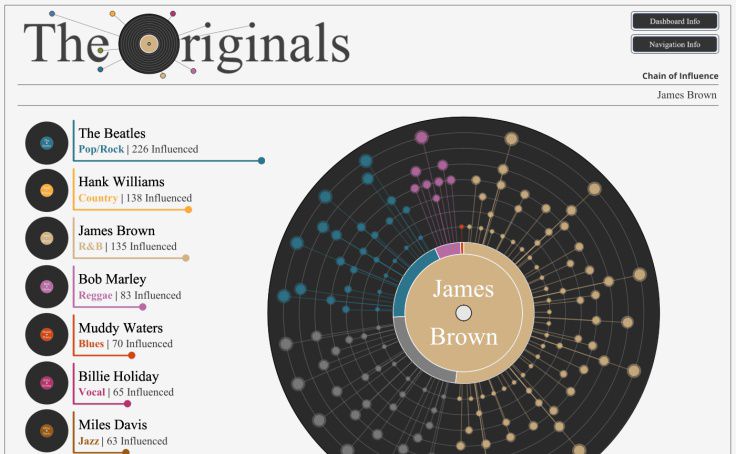 The Originals
Dashboard Info
Navigation Info
Chain of Influence
James Brown
The Beatles
Pop/Rock | 226 Influenced
Hank Williams
Country | 138 Influenced
James Brown
R&B | 135 Influenced
Bob Marley
Reggae | 83 Influenced
Muddy Waters
Blues | 70 Influenced
Billie Holiday
Vocal | 65 Influenced
Miles Davis
Jazz | 63 Influenced
James
Brown